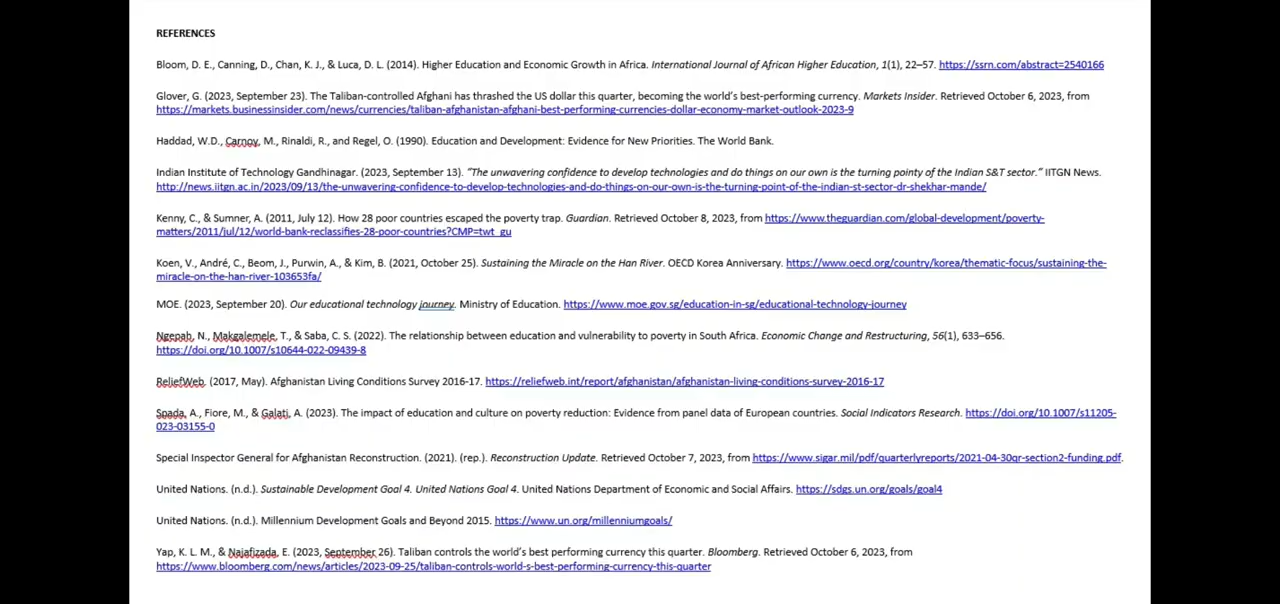 REFERENCES
Bloom, D. E., Canning, D., Chan, K. J., & Luca, D. L. (2014). Higher Education and Economic Growth in Africa. International Journal of African Higher Education, 1(1), 22–57. https://ssrn.com/abstract=2540166
Glover, G. (2023, September 23). The Taliban-controlled Afghani has thrashed the US dollar this quarter, becoming the world's best-performing currency. Markets Insider. Retrieved October 6, 2023, from
https://markets.businessinsider.com/news/currencies/taliban-afghanistan-afghani-best-performing-currencies-dollar-economy-market-outlook-2023-9
Haddad, W.D., Carnoy, M., Rinaldi, R., and Regel, O. (1990). Education and Development: Evidence for New Priorities. The World Bank.
Indian Institute of Technology Gandhinagar. (2023, September 13). "The unwavering confidence to develop technologies and do things on our own is the turning pointy of the Indian S&T sector." IITGN News.
http://news.iitgn.ac.in/2023/09/13/the-unwavering-confidence-to-develop-technologies-and-do-things-on-our-own-is-the-turning-point-of-the-indian-st-sector-dr-shekhar-mande/
Kenny, C., & Sumner, A. (2011, July 12). How 28 poor countries escaped the poverty trap. Guardian. Retrieved October 8, 2023, from https://www.theguardian.com/global-development/poverty-
matters/2011/jul/12/world-bank-reclassifies-28-poor-countries?CMP=twt_gu
Koen, V., André, C., Beom, J., Purwin, A., & Kim, B. (2021, October 25). Sustaining the Miracle on the Han River. OECD Korea Anniversary. https://www.oecd.org/country/korea/thematic-focus/sustaining-the-
miracle-on-the-han-river-103653fa/
MOE. (2023, September 20). Our educational technology journey. Ministry of Education. https://www.moe.gov.sg/education-in-sg/educational-technology-journey
Ngepah, N., Makgalemele, T., & Saba, C. S. (2022). The relationship between education and vulnerability to poverty in South Africa. Economic Change and Restructuring, 56(1), 633–656.
https://doi.org/10.1007/s10644-022-09439-8
ReliefWeb. (2017, May). Afghanistan Living Conditions Survey 2016-17. https://reliefweb.int/report/afghanistan/afghanistan-living-conditions-survey-2016-17
Spada, A., Fiore, M., & Galati, A. (2023). The impact of education and culture on poverty reduction: Evidence from panel data of European countries. Social Indicators Research. https://doi.org/10.1007/s11205-
023-03155-0
Special Inspector General for Afghanistan Reconstruction. (2021). (rep.). Reconstruction Update. Retrieved October 7, 2023, from https://www.sigar.mil/pdf/quarterlyreports/2021-04-30qr-section2-funding.pdf.
United Nations. (n.d.). Sustainable Development Goal 4. United Nations Goal 4. United Nations Department of Economic and Social Affairs. https://sdgs.un.org/goals/goal4
United Nations. (n.d.). Millennium Development Goals and Beyond 2015. https://www.un.org/millenniumgoals/
Yap, K. L. M., & Najafizada, E. (2023, September 26). Taliban controls the world's best performing currency this quarter. Bloomberg. Retrieved October 6, 2023, from
https://www.bloomberg.com/news/articles/2023-09-25/taliban-controls-world-s-best-performing-currency-this-quarter